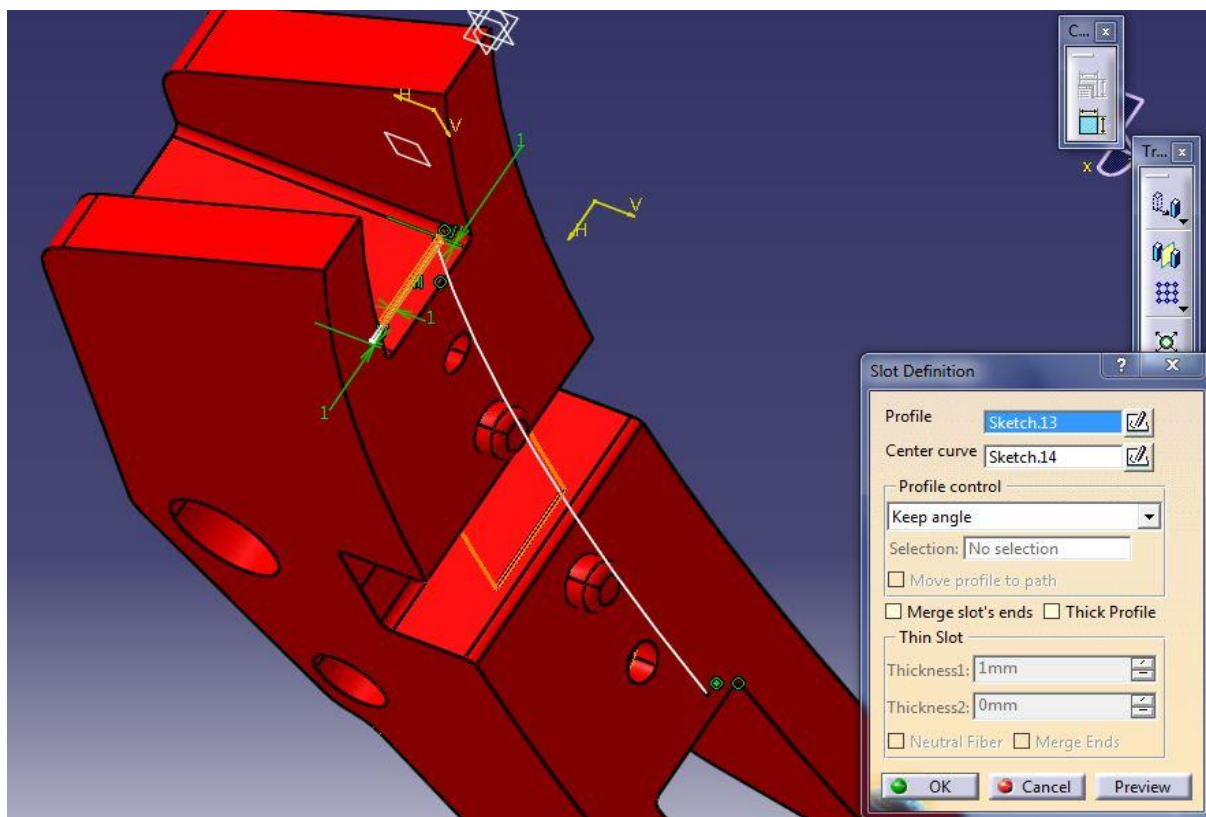 C...
Tr...
x
H
V
1
H
V
1
1
Slot Definition
Profile
Sketch.13
Center curve
Sketch.14
Profile control
Keep angle
Selection: No selection
Move profile to path
Merge slot's ends Thick Profile
Thin Slot
Thickness1: 1mm
Thickness2: 0mm
Neutral Fiber Merge Ends
OK Cancel Preview